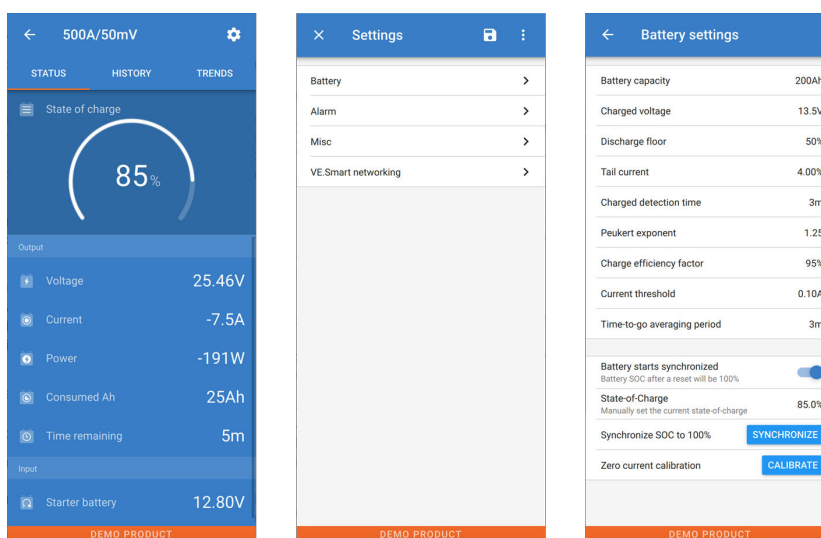 500A/50mV
STATUS HISTORY TRENDS
State of charge
85%
Output
Voltage 25.46V
Current -7.5A
Power -191W
Consumed Ah 25Ah
Time remaining 5m
Input
Starter battery 12.80V
DEMO PRODUCT
Settings
Battery
Alarm
Misc
VE.Smart networking
DEMO PRODUCT
Battery settings
Battery capacity 200Ah
Charged voltage 13.5V
Discharge floor 50%
Tail current 4.00%
Charged detection time 3m
Peukert exponent 1.25
Charge efficiency factor 95%
Current threshold 0.10A
Time-to-go averaging period 3m
Battery starts synchronized
Battery SOC after a reset will be 100%
State-of-Charge 85.0%
Manually set the current state-of-charge
Synchronize SOC to 100% SYNCHRONIZE
Zero current calibration CALIBRATE
DEMO PRODUCT